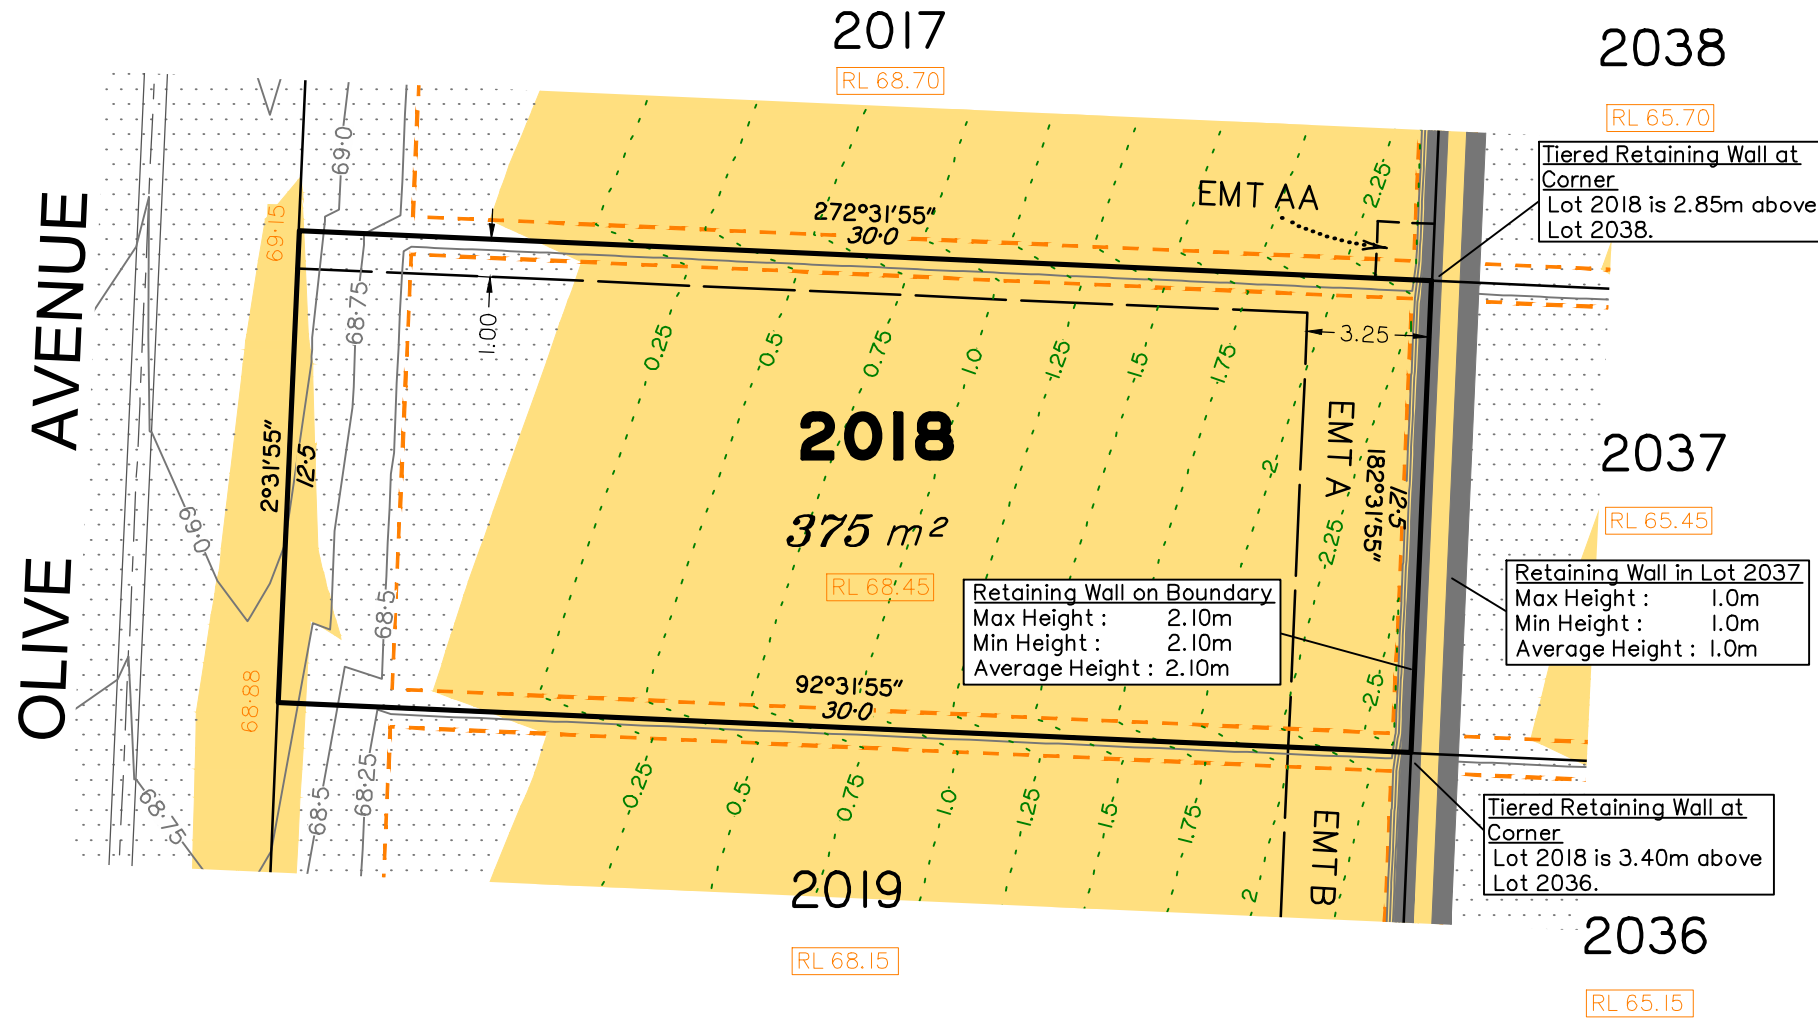 2017
RL 68.70
2038
RL 65.70
Tiered Retaining Wall at
Corner
Lot 2018 is 2.85m above
Lot 2038.
EMT AA
272°31'55"
30·0
69·0
69·15
68·75
1.00
3.25
2.25
0.25
0.5
0.75
1.0
1.25
1.5
1.75
2
2.25
2.5
OLIVE AVENUE
2°31'55"
12·5
2018
375 m²
RL 68.45
EMT A
182°31'55"
12·5
2037
RL 65.45
Retaining Wall on Boundary
Max Height : 2.10m
Min Height : 2.10m
Average Height : 2.10m
Retaining Wall in Lot 2037
Max Height : 1.0m
Min Height : 1.0m
Average Height : 1.0m
69·0
68·5
68·88
92°31'55"
30·0
68·75
68·5
68·25
0.25
0.5
0.75
1.0
1.25
1.5
1.75
2
EMT B
Tiered Retaining Wall at
Corner
Lot 2018 is 3.40m above
Lot 2036.
2019
RL 68.15
2036
RL 65.15